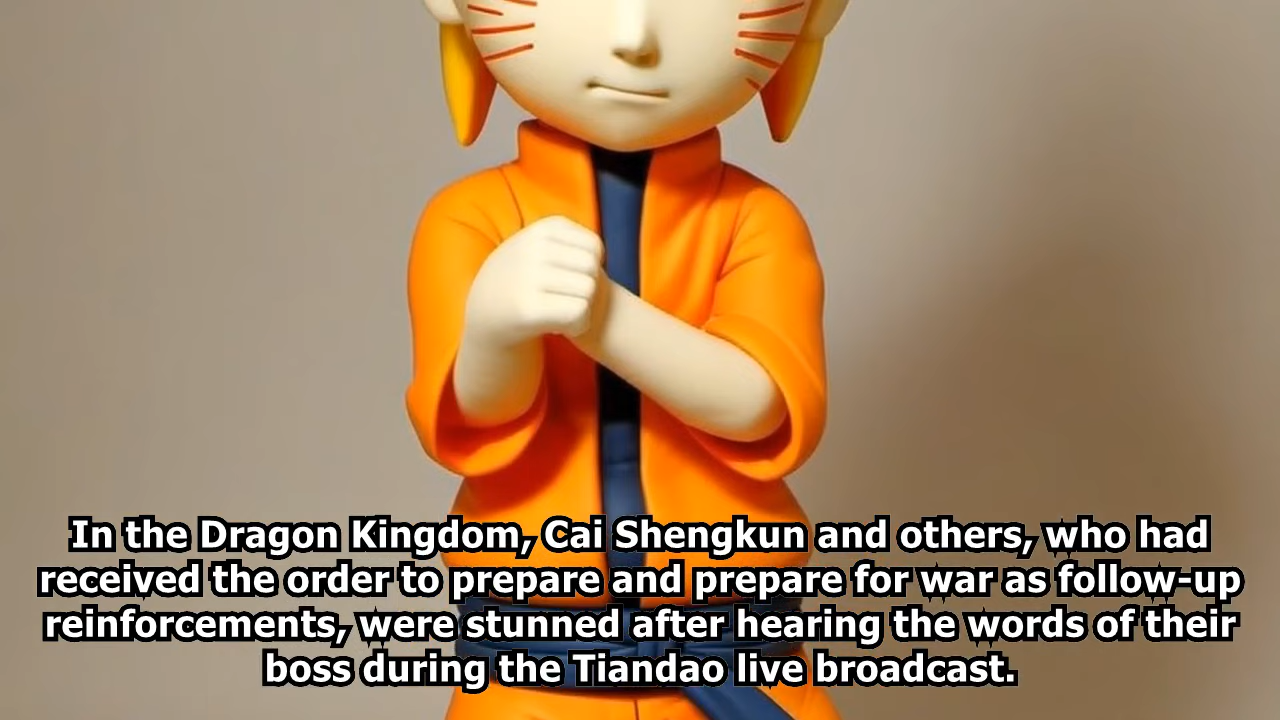 In the Dragon Kingdom, Cai Shengkun and others, who had
received the order to prepare and prepare for war as follow-up
reinforcements, were stunned after hearing the words of their
boss during the Tiandao live broadcast.